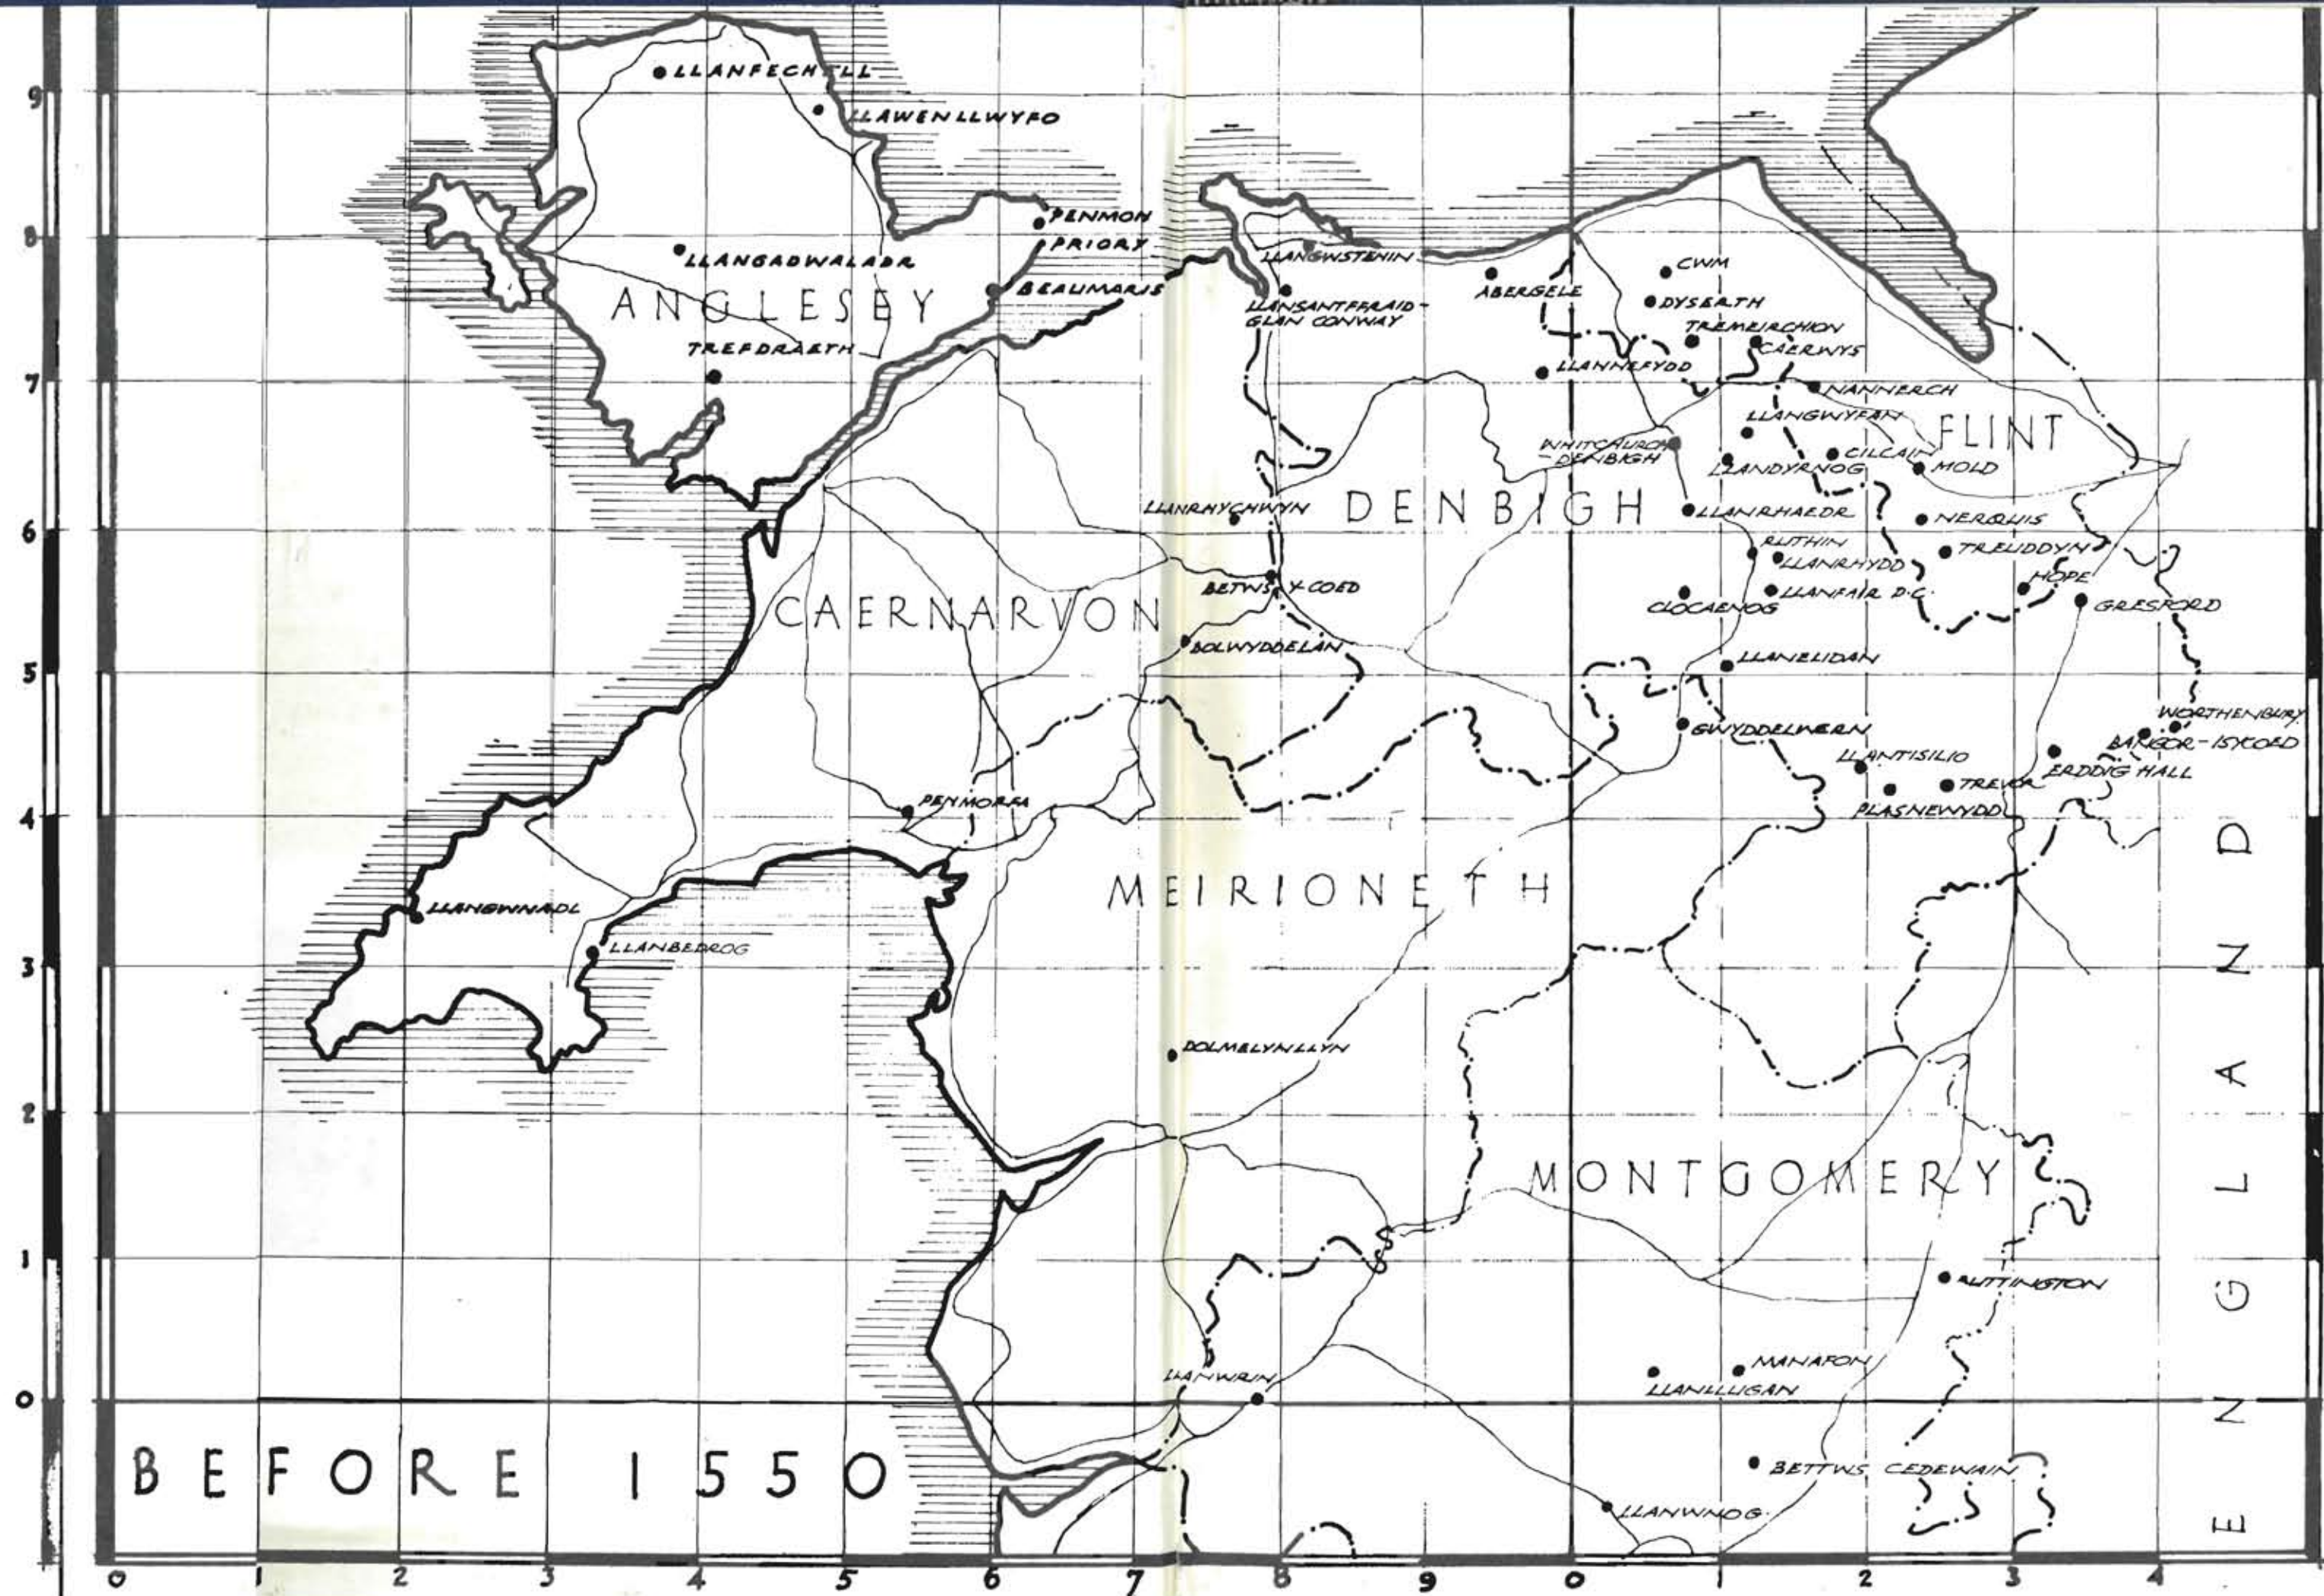 9
8
7
6
5
4
3
2
1
0
LLANFECHELL
LLAWENLLWYFO
PENMON
PRIORY
LLANGADWALADR
BEAUMARIS
ANGLESEY
TREFDRAETH
LLANGWSTENIN
LLANSANTFFRAID-
GLAN CONWAY
ABERGELE
CWM
DYSERTH
TREMEIRCHION
CAERWYS
LLANNEFYDD
NANNERCH
LLANGWYFAN
FLINT
WHITCHURCH
-DENBIGH
CILCAIN
LLANDYRNOG
MOLD
DENBIGH
LLANRHYCHWYN
LLANRHAEDR
NERQUIS
RUTHIN
TREUDDYN
LLANRHYDD
BETWS Y-COED
HOPE
LLANFAIR D.C.
CLOCAENOG
GRESFORD
CAERNARVON
DOLWYDDELAN
LLANELIDAN
GWYDDELWERN
WORTHENBURY
BANGOR-ISYCOED
LLANTISILIO
ERDDIG HALL
TREVOR
PLASNEWYDD
PENMORFA
MEIRIONETH
LLANGWNADL
LLANBEDROG
DOLMELYNLLYN
MONTGOMERY
ENGLAND
BUTTINGTON
MANAFON
LLANLLUGAN
LLANWRIN
BEFORE 1550
BETTWS CEDEWAIN
LLANWNOG
0 1 2 3 4 5 6 7 8 9 0 1 2 3 4